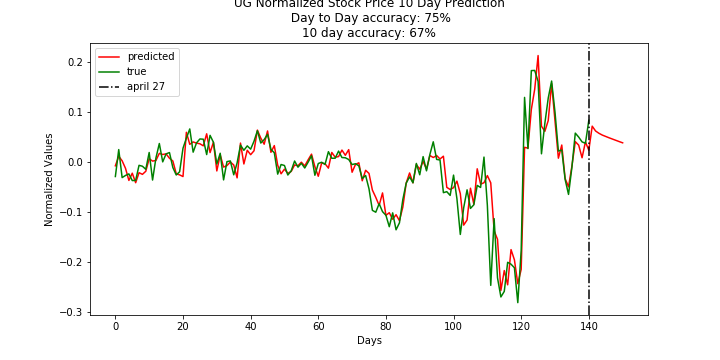 UG Normalized Stock Price 10 Day Prediction
Day to Day accuracy: 75%
10 day accuracy: 67%
predicted
true
april 27
Normalized Values
0.2
0.1
0.0
−0.1
−0.2
−0.3
0 20 40 60 80 100 120 140
Days